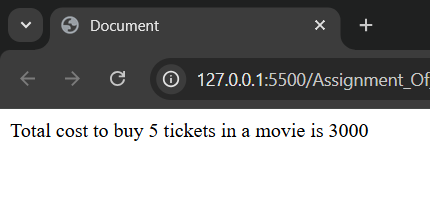 Document
127.0.0.1:5500/Assignment_Of
Total cost to buy 5 tickets in a movie is 3000